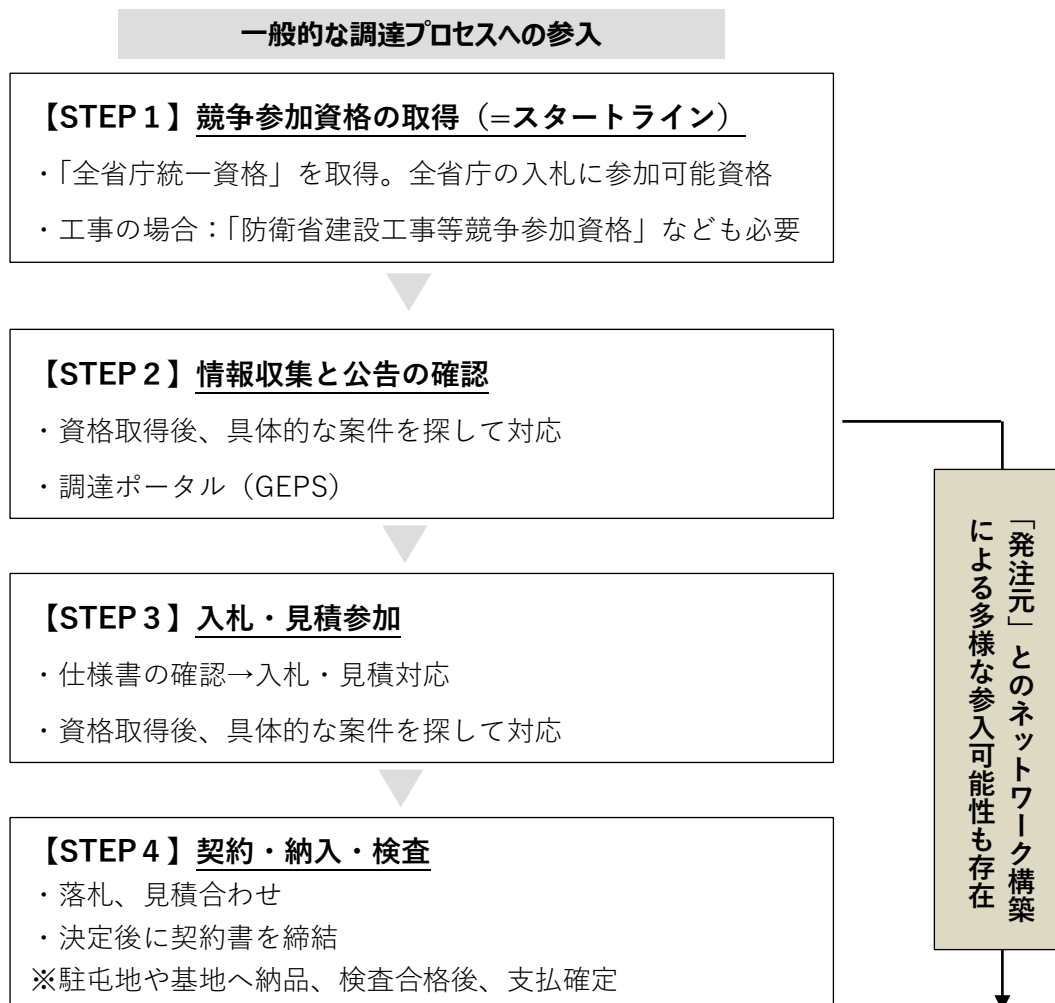 一般的な調達プロセスへの参入
【STEP１】競争参加資格の取得（=スタートライン）
・「全省庁統一資格」を取得。全省庁の入札に参加可能資格
・工事の場合：「防衛省建設工事等競争参加資格」なども必要
【STEP２】情報収集と公告の確認
・資格取得後、具体的な案件を探して対応
・調達ポータル（GEPS）
【STEP３】入札・見積参加
・仕様書の確認→入札・見積対応
・資格取得後、具体的な案件を探して対応
【STEP４】契約・納入・検査
・落札、見積合わせ
・決定後に契約書を締結
※駐屯地や基地へ納品、検査合格後、支払確定
「発注元」とのネットワーク構築
による多様な参入可能性も存在